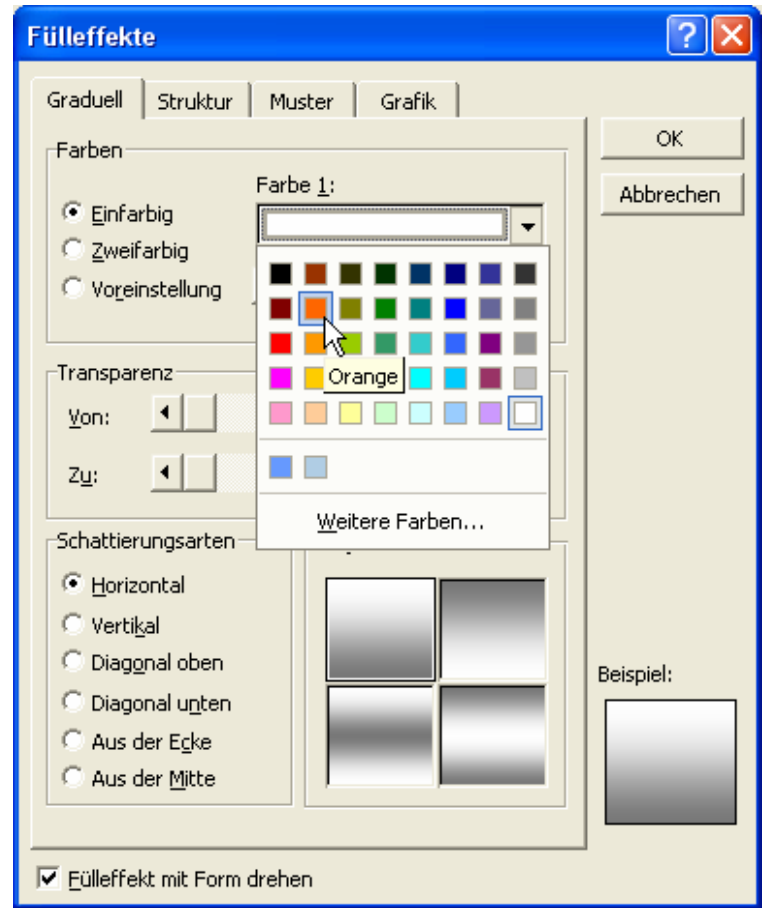 Fülleffekte
Graduell Struktur Muster Grafik
OK
Abbrechen
Farben
Farbe 1:
Einfarbig
Zweifarbig
Voreinstellung
Orange
Transparenz
Von:
Zu:
Weitere Farben...
Schattierungsarten
Horizontal
Vertikal
Diagonal oben
Diagonal unten
Aus der Ecke
Aus der Mitte
Beispiel:
Fülleffekt mit Form drehen